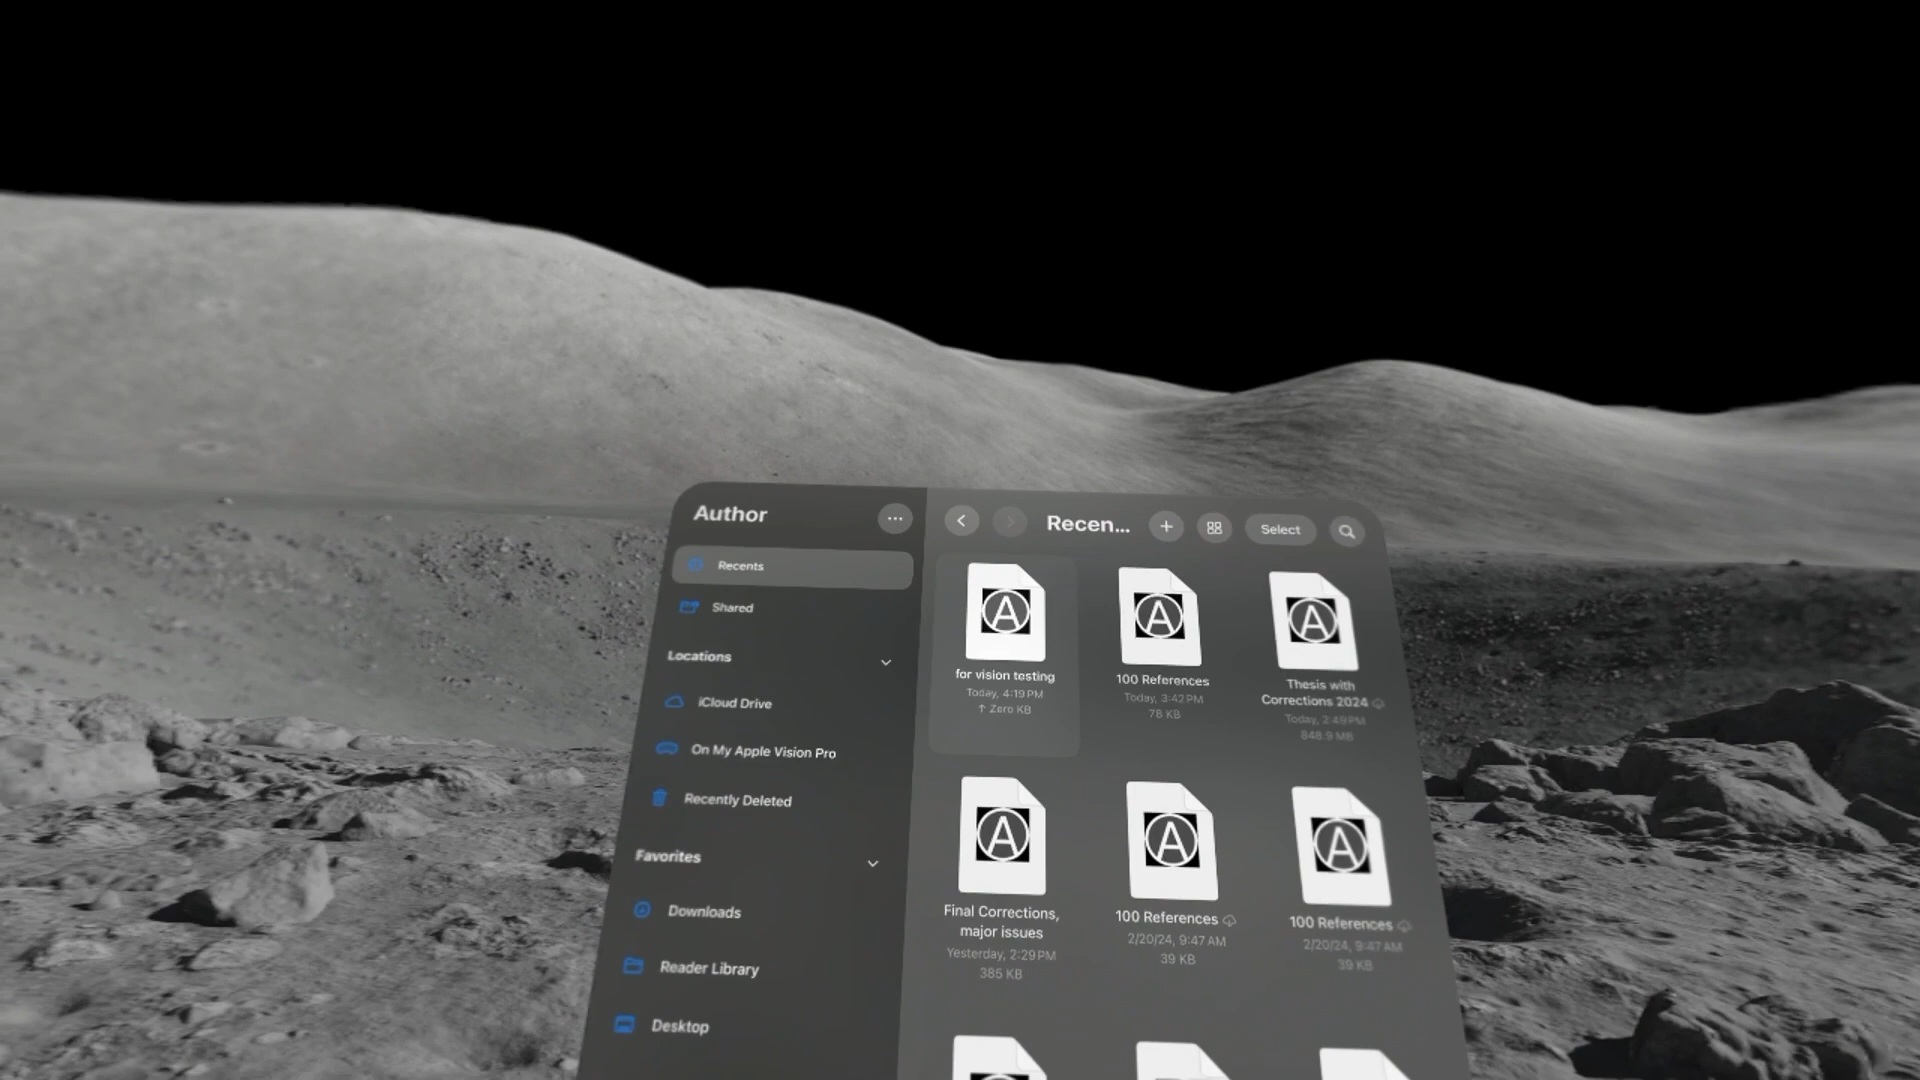 Author
Recents
Shared
Locations
iCloud Drive
On My Apple Vision Pro
Recently Deleted
Favorites
Downloads
Reader Library
Desktop
Recen...
Select
for vision testing
Today, 4:19 PM
↑ Zero KB
100 References
Today, 3:42 PM
78 KB
Thesis with
Corrections 2024
Today, 2:49 PM
848.9 MB
Final Corrections,
major issues
Yesterday, 2:29 PM
385 KB
100 References
2/20/24, 9:47 AM
39 KB
100 References
2/20/24, 9:47 AM
39 KB